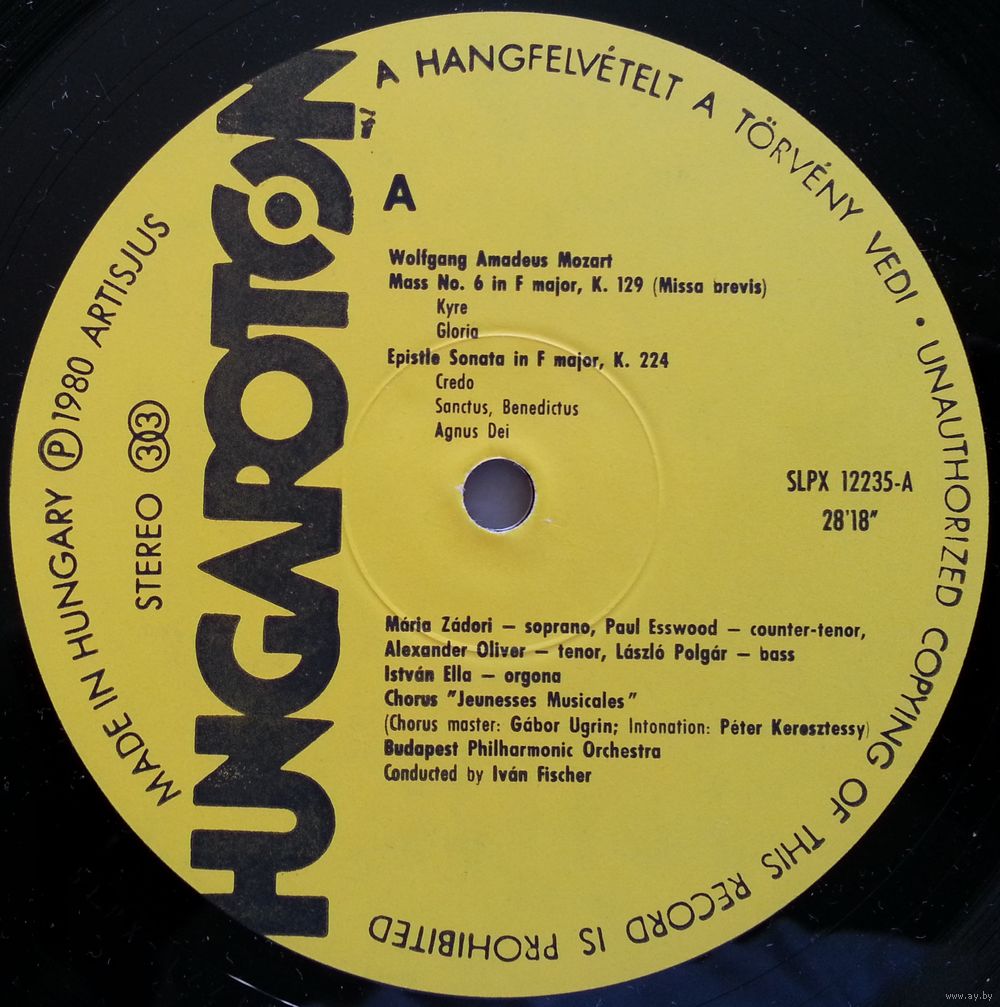 A HANGFELVÉTELT A TÖRVÉNY VEDI • UNAUTHORIZED COPYING OF THIS RECORD IS PROHIBITED
MADE IN HUNGARY Ⓟ 1980 ARTISJUS
STEREO 33
HUNGAROTON
7
A
Wolfgang Amadeus Mozart
Mass No. 6 in F major, K. 129 (Missa brevis)
Kyre
Gloria
Epistle Sonata in F major, K. 224
Credo
Sanctus, Benedictus
Agnus Dei
SLPX 12235-A
28'18"
Mária Zádori — soprano, Paul Esswood — counter-tenor,
Alexander Oliver — tenor, László Polgár — bass
István Ella — orgona
Chorus "Jeunesses Musicales"
(Chorus master: Gábor Ugrin; Intonation: Péter Keresztessy)
Budapest Philharmonic Orchestra
Conducted by Iván Fischer
www.ay.by